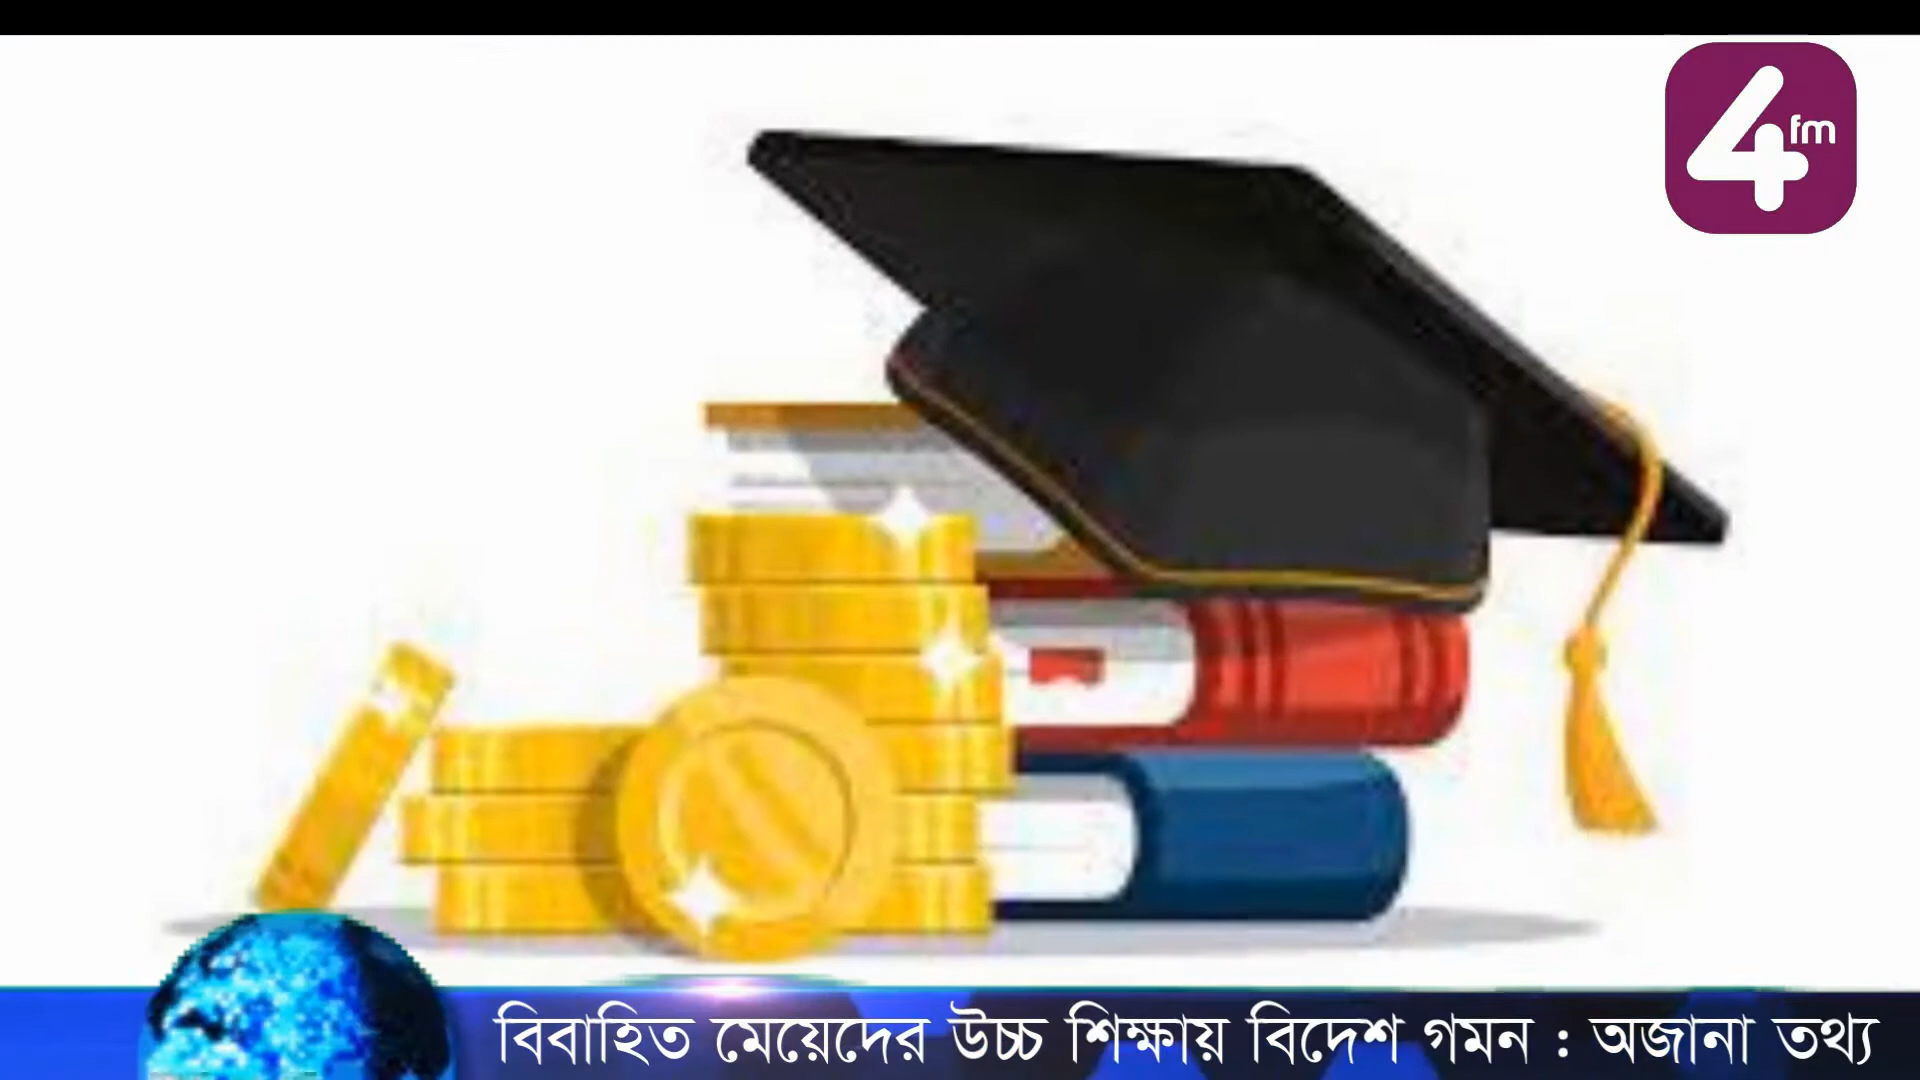 4fm
বিবাহিত মেয়েদের উচ্চ শিক্ষায় বিদেশ গমন : অজানা তথ্য